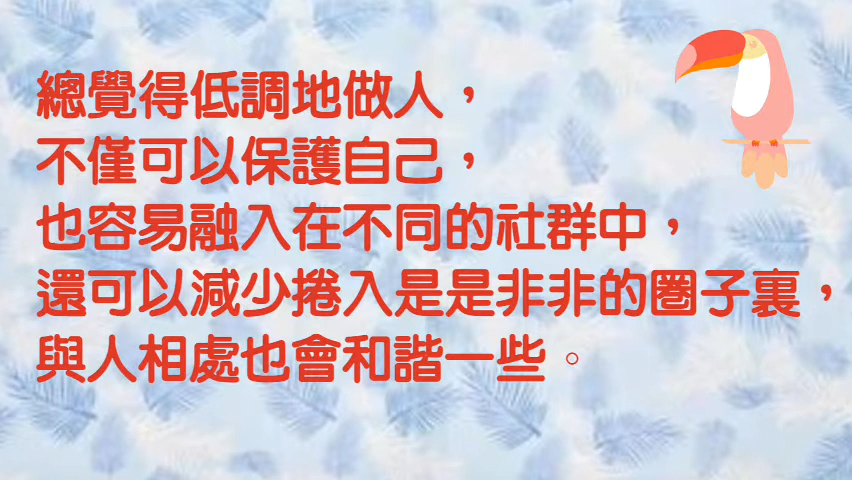 總覺得低調地做人，
不僅可以保護自己，
也容易融入在不同的社群中，
還可以減少捲入是是非非的圈子裏，
與人相處也會和諧一些。